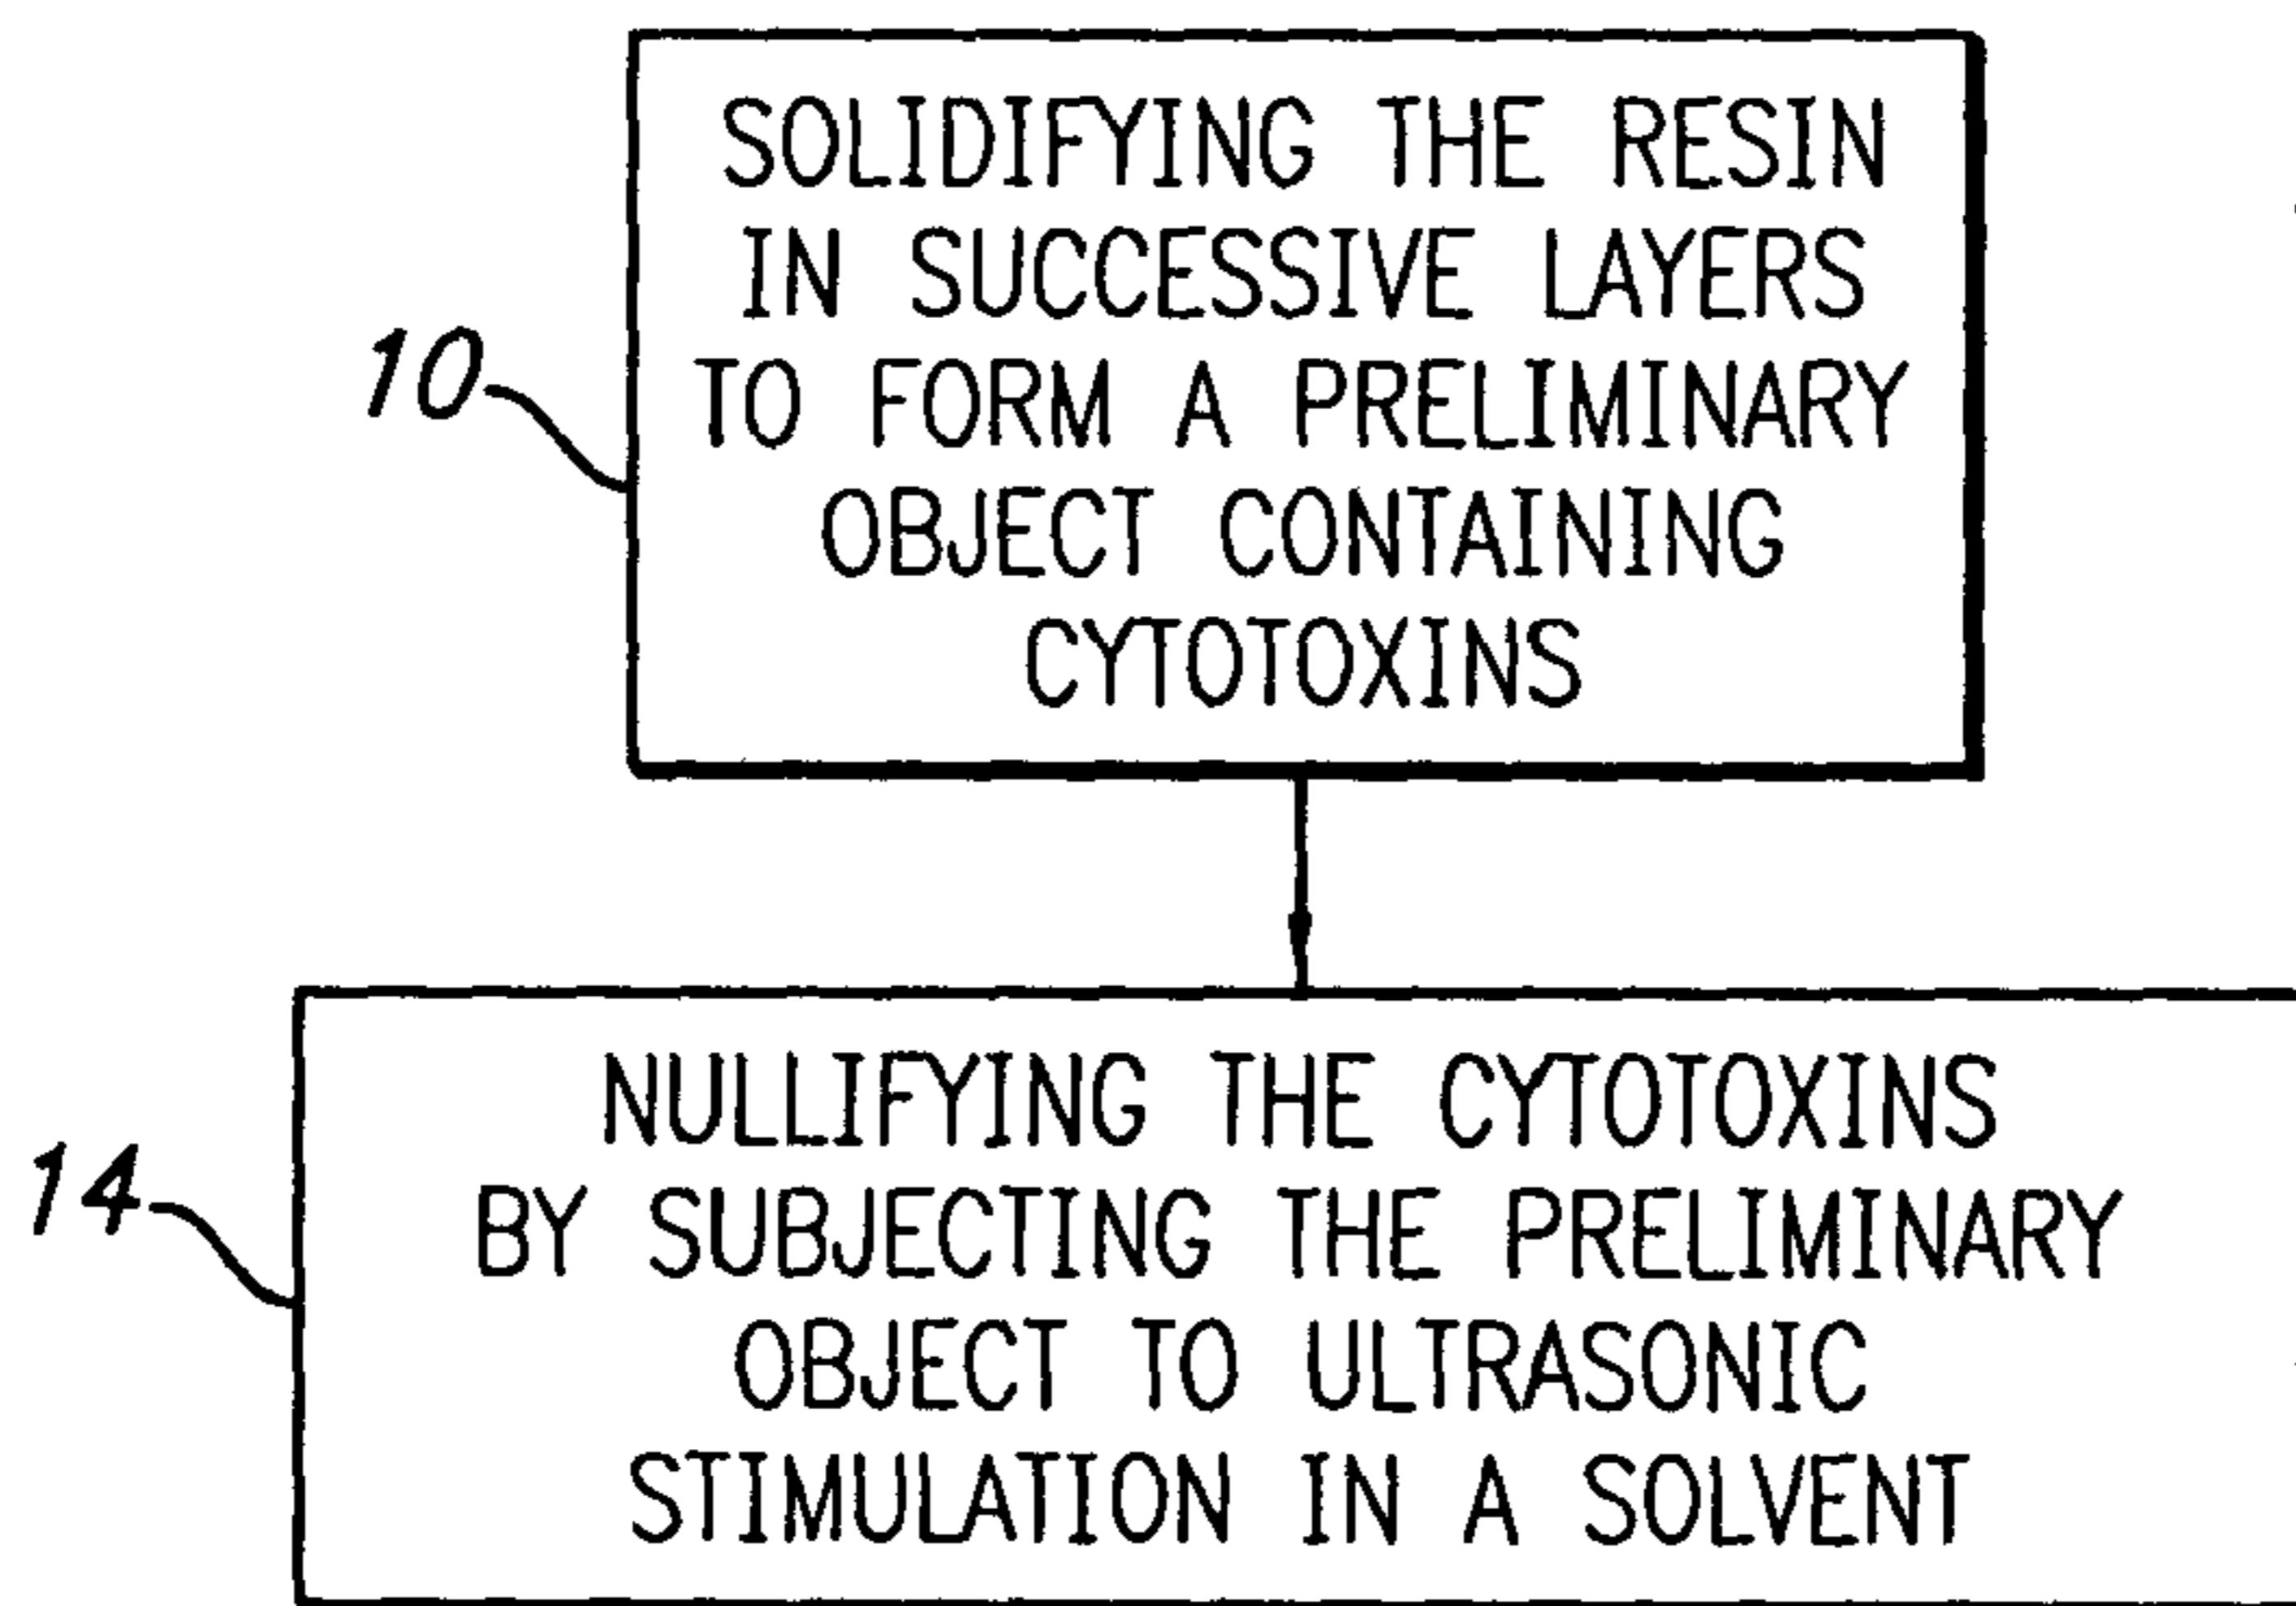 SOLIDIFYING THE RESIN
IN SUCCESSIVE LAYERS
10
TO FORM A PRELIMINARY
OBJECT CONTAINING
CYTOTOXINS
NULLIFYING THE CYTOTOXINS
14
BY SUBJECTING THE PRELIMINARY
OBJECT TO ULTRASONIC
STIMULATION IN A SOLVENT